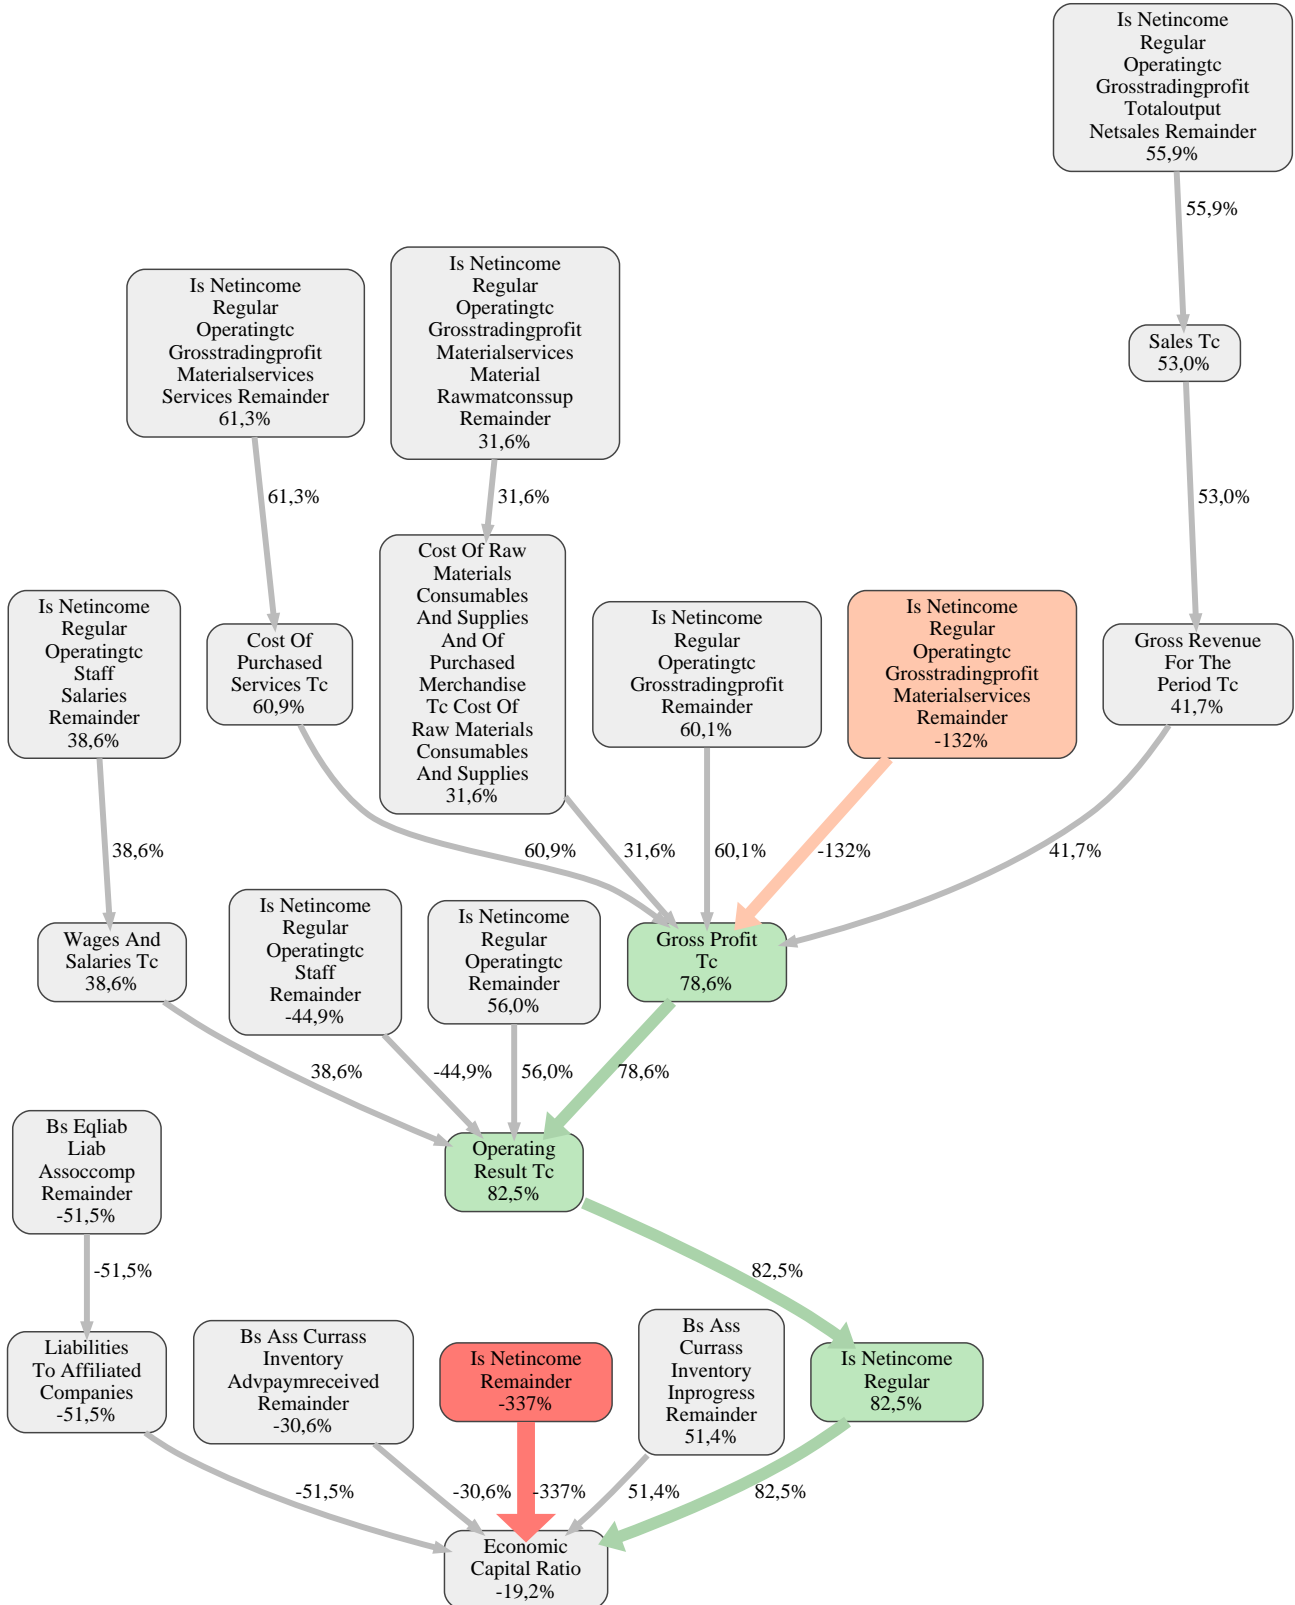 Is Netincome
Regular
Operatingtc
Grosstradingprofit
Totaloutput
Netsales Remainder
55,9%
55,9%
Is Netincome
Regular
Operatingtc
Grosstradingprofit
Materialservices
Services Remainder
61,3%
Is Netincome
Regular
Operatingtc
Grosstradingprofit
Materialservices
Material
Rawmatconssup
Remainder
31,6%
Sales Tc
53,0%
61,3%
31,6%
53,0%
Is Netincome
Regular
Operatingtc
Staff
Salaries
Remainder
38,6%
Cost Of
Purchased
Services Tc
60,9%
Cost Of Raw
Materials
Consumables
And Supplies
And Of
Purchased
Merchandise
Tc Cost Of
Raw Materials
Consumables
And Supplies
31,6%
Is Netincome
Regular
Operatingtc
Grosstradingprofit
Remainder
60,1%
Is Netincome
Regular
Operatingtc
Grosstradingprofit
Materialservices
Remainder
-132%
Gross Revenue
For The
Period Tc
41,7%
38,6%
60,9%
31,6%
60,1%
-132%
41,7%
Wages And
Salaries Tc
38,6%
Is Netincome
Regular
Operatingtc
Staff
Remainder
-44,9%
Is Netincome
Regular
Operatingtc
Remainder
56,0%
Gross Profit
Tc
78,6%
38,6%
-44,9%
56,0%
78,6%
Bs Eqliab
Liab
Assoccomp
Remainder
-51,5%
Operating
Result Tc
82,5%
-51,5%
82,5%
Liabilities
To Affiliated
Companies
-51,5%
Bs Ass Currass
Inventory
Advpaymreceived
Remainder
-30,6%
Is Netincome
Remainder
-337%
Bs Ass
Currass
Inventory
Inprogress
Remainder
51,4%
Is Netincome
Regular
82,5%
-51,5%
-30,6%
-337%
51,4%
82,5%
Economic
Capital Ratio
-19,2%